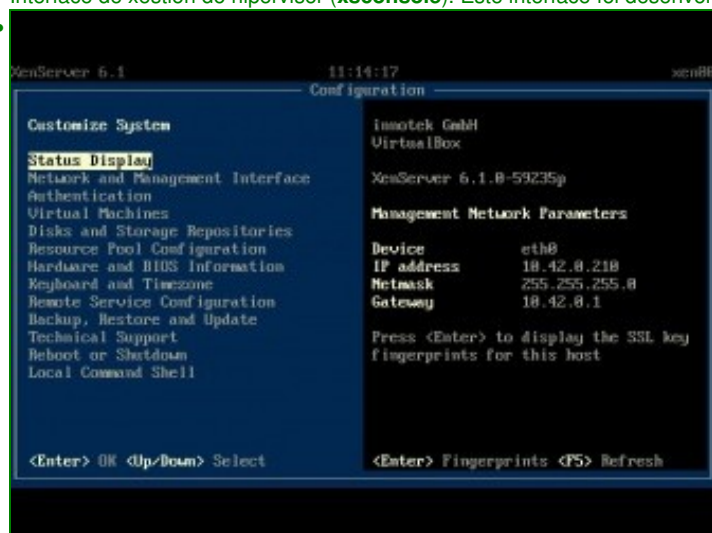 interface de xestión do hipervisor (xsconsole). Este interface foi desenvol
XenServer 6.1 11:14:17 xen00
Configuration
Customize System
Status Display
Network and Management Interface
Authentication
Virtual Machines
Disks and Storage Repositories
Resource Pool Configuration
Hardware and BIOS Information
Keyboard and Timezone
Remote Service Configuration
Backup, Restore and Update
Technical Support
Reboot or Shutdown
Local Command Shell
<Enter> OK <Up/Down> Select
innotek GmbH
VirtualBox
XenServer 6.1.0-59235p
Management Network Parameters
Device eth0
IP address 10.42.0.210
Netmask 255.255.255.0
Gateway 10.42.0.1
Press <Enter> to display the SSL key
fingerprints for this host
<Enter> Fingerprints <F5> Refresh